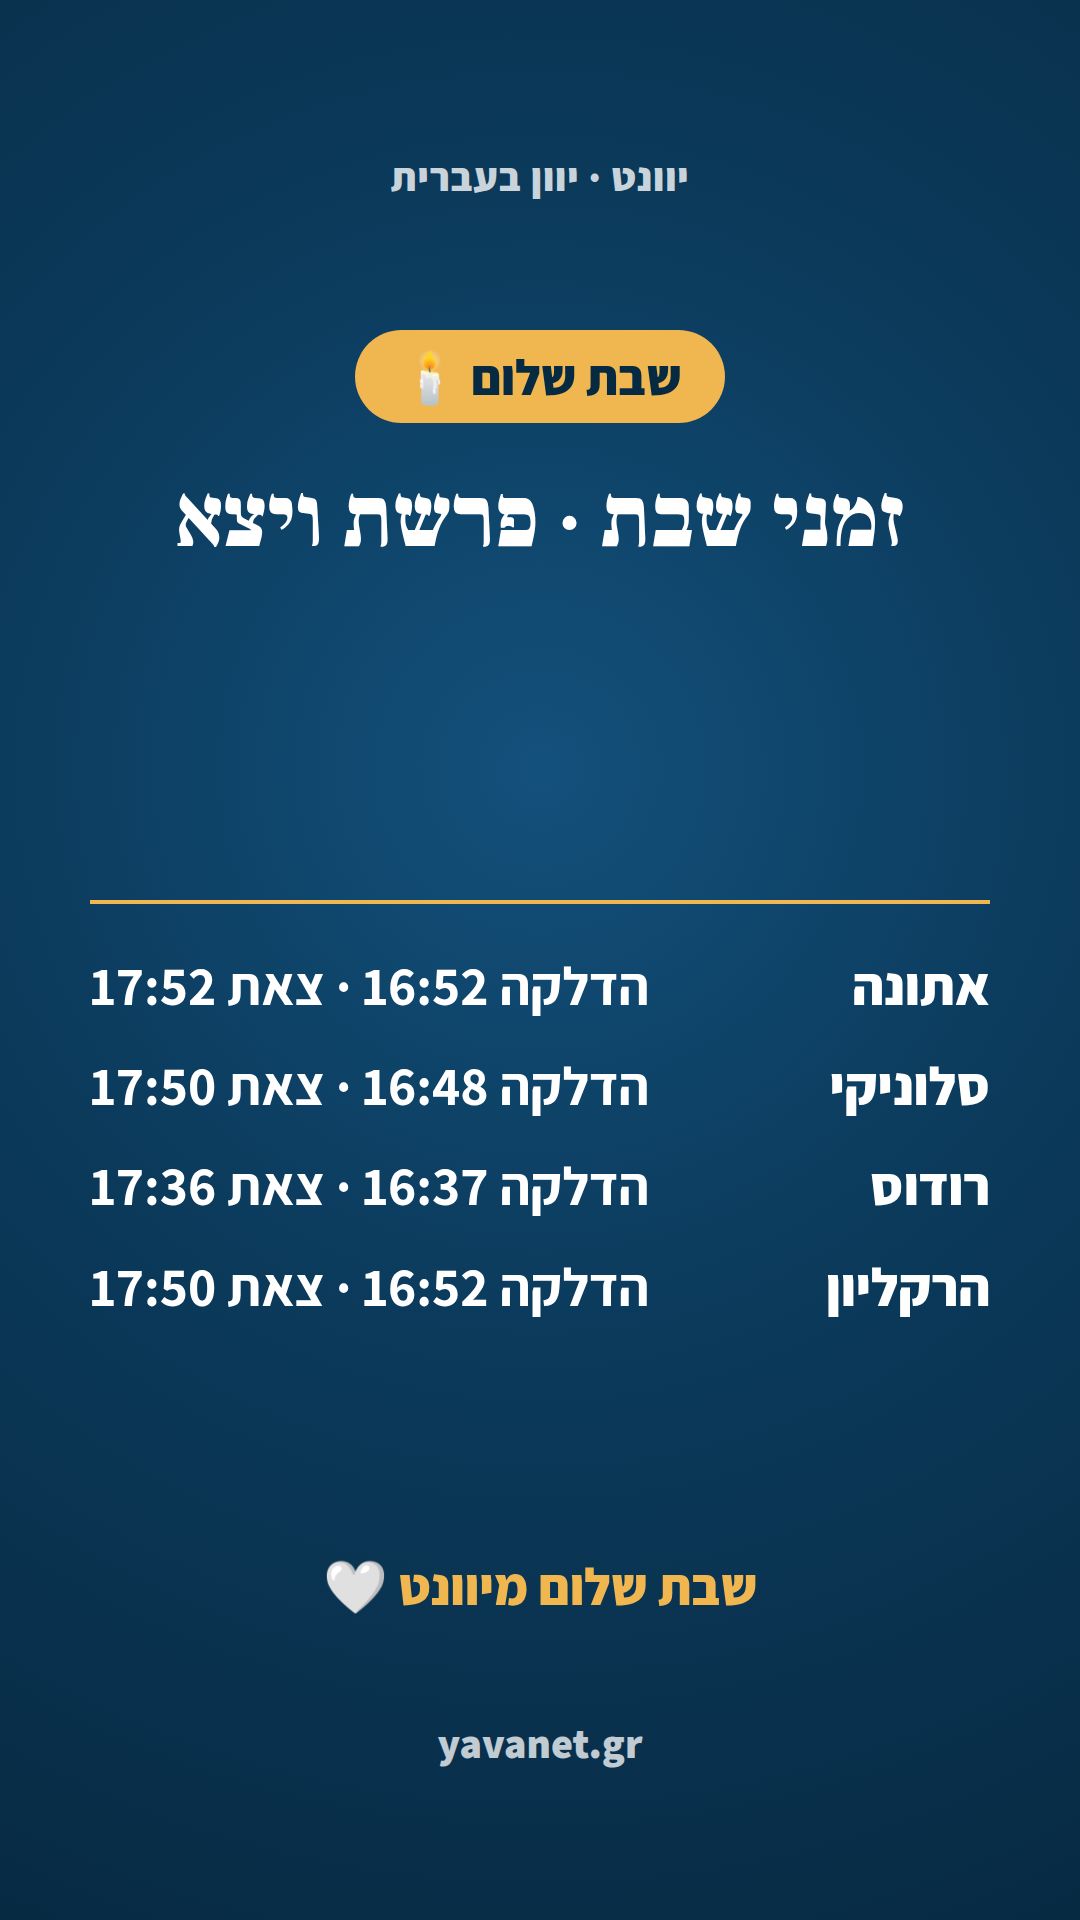 יוונט · יוון בעברית
שבת שלום 🕯️
זמני שבת · פרשת ויצא
אתונה הדלקה 16:52 · צאת 17:52
סלוניקי הדלקה 16:48 · צאת 17:50
רודוס הדלקה 16:37 · צאת 17:36
הרקליון הדלקה 16:52 · צאת 17:50
שבת שלום מיוונט 🤍
yavanet.gr